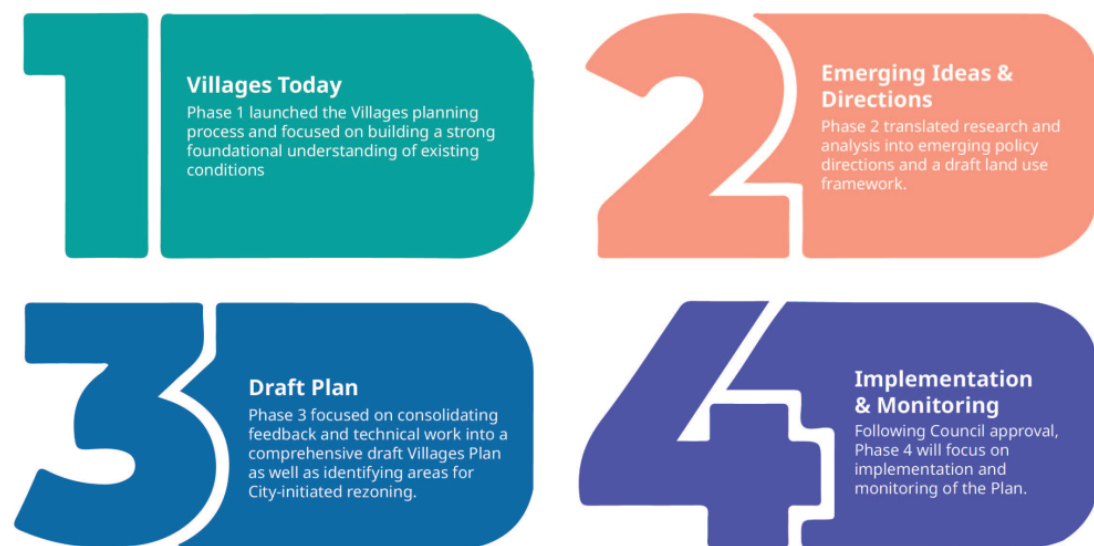 1
Villages Today
Phase 1 launched the Villages planning
process and focused on building a strong
foundational understanding of existing
conditions
2
Emerging Ideas &
Directions
Phase 2 translated research and
analysis into emerging policy
directions and a draft land use
framework.
3
Draft Plan
Phase 3 focused on consolidating
feedback and technical work into a
comprehensive draft Villages Plan
as well as identifying areas for
City-initiated rezoning.
4
Implementation
& Monitoring
Following Council approval,
Phase 4 will focus on
implementation and
monitoring of the Plan.